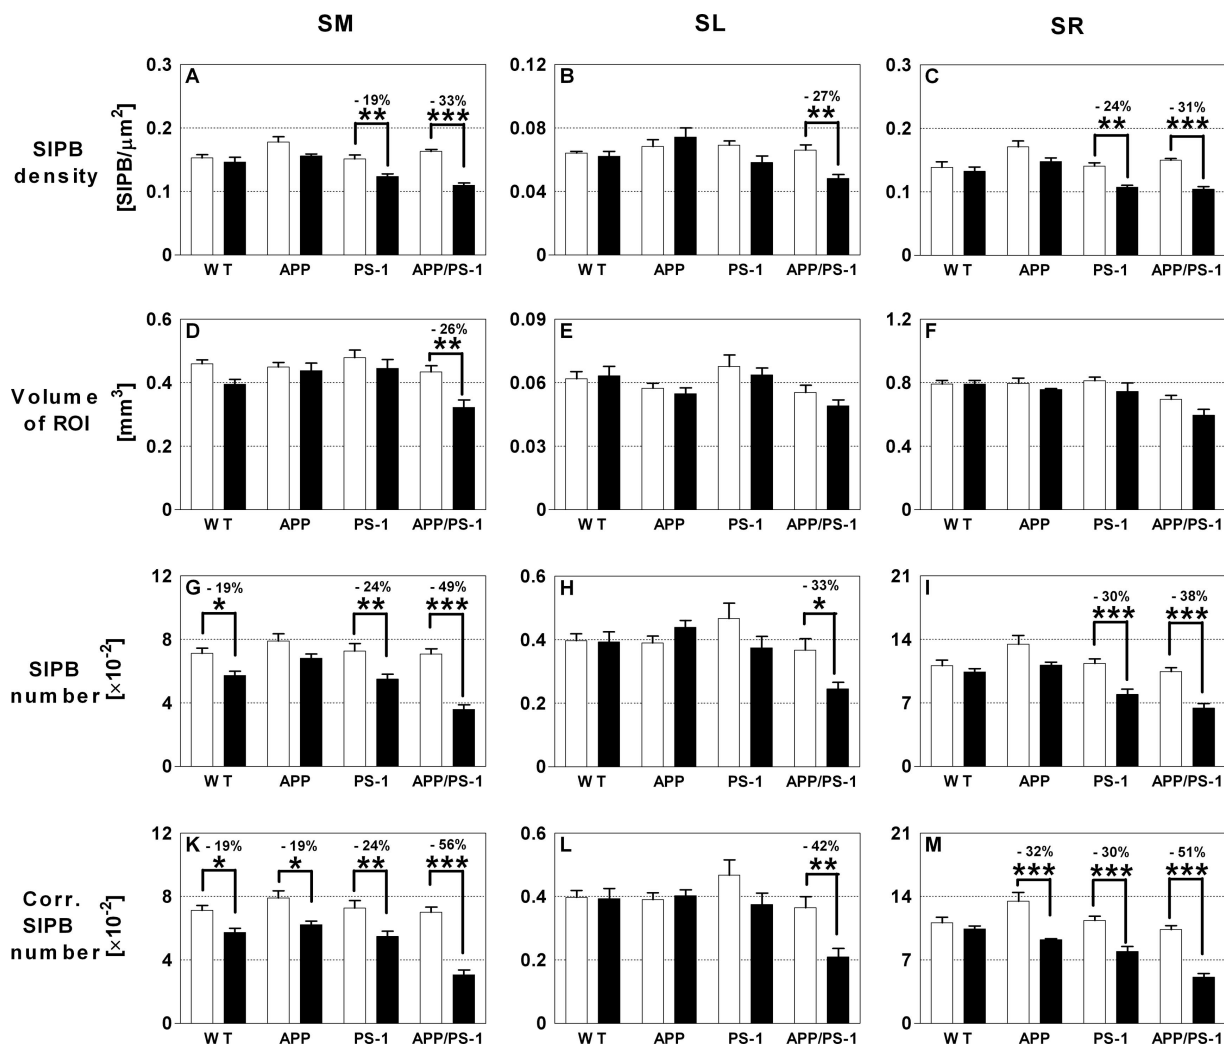 SM SL SR
SIPB density [SIPB/μm²]
0.3 0.2 0.1 0
A
- 19% ** - 33% ***
W T APP PS-1 APP/PS-1
0.12 0.08 0.04 0
B
- 27% **
W T APP PS-1 APP/PS-1
0.3 0.2 0.1 0
C
- 24% ** - 31% ***
W T APP PS-1 APP/PS-1
Volume of ROI [mm³]
0.6 0.4 0.2 0
D
- 26% **
W T APP PS-1 APP/PS-1
0.09 0.06 0.03 0
E
W T APP PS-1 APP/PS-1
1.2 0.8 0.4 0
F
W T APP PS-1 APP/PS-1
SIPB number [×10⁻²]
12 8 4 0
G
- 19% * - 24% ** - 49% ***
W T APP PS-1 APP/PS-1
0.6 0.4 0.2 0
H
- 33% *
W T APP PS-1 APP/PS-1
21 14 7 0
I
- 30% *** - 38% ***
W T APP PS-1 APP/PS-1
Corr. SIPB number [×10⁻²]
12 8 4 0
K
- 19% * - 19% * - 24% ** - 56% ***
W T APP PS-1 APP/PS-1
0.6 0.4 0.2 0
L
- 42% **
W T APP PS-1 APP/PS-1
21 14 7 0
M
- 32% *** - 30% *** - 51% ***
W T APP PS-1 APP/PS-1